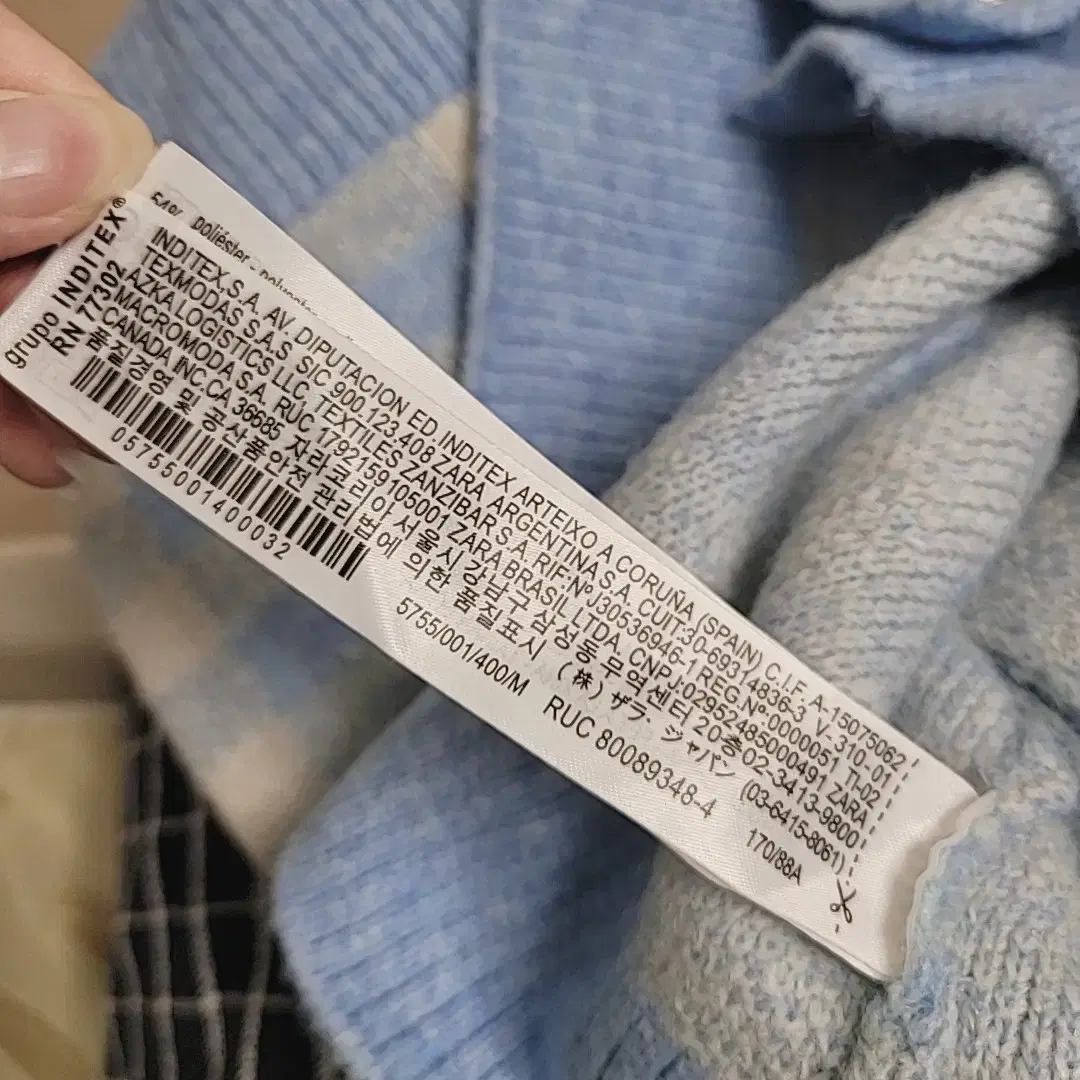 54% poliéster -
grupo INDITEX®
RN 77302
INDITEX,S.A. AV. DIPUTACION ED INDITEX ARTEIXO A CORUÑA (SPAIN) C.I.F. A-15075062
TEXMODAS S.A.S. SIC 900.123.408 ZARA ARGENTINA S.A. CUIT:30-69314836-3 V. 310.-01
AZKA LOGISTICS LLC, TEXTILES ZANZIBAR S.A. RIF:Nº J30536946-1 REG.Nº 0000051 TU-02
MACROMODA S.A. RUC 1792159105001 ZARA BRASIL LTDA. CNPJ:02952485000491 ZARA
CANADA INC.CA 36685 자라코리아 서울시 강남구 삼성동 무역센터 20층 02-3413-9800
품질경영 및 공산품안전 관리법에 의한 품질표시 (株) ザラ・ジャパン (03-6415-8061)
05755001400032
5755/001/400/M RUC 80089348-4 170/88A